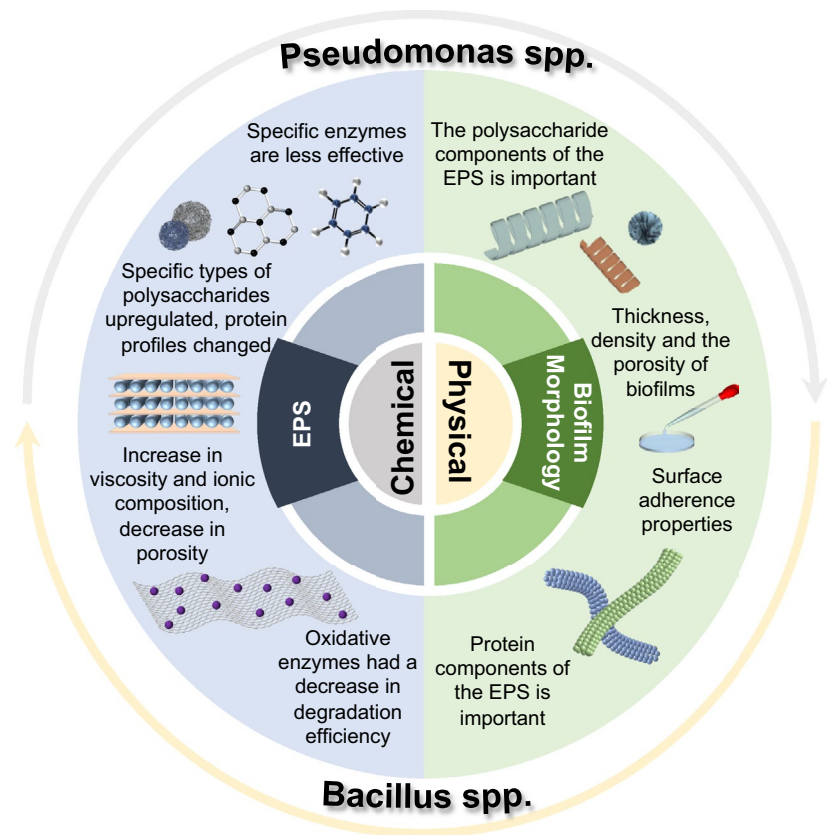 Pseudomonas spp.
Specific enzymes
are less effective
The polysaccharide
components of the
EPS is important
Specific types of
polysaccharides
upregulated, protein
profiles changed
Thickness,
density and the
porosity of
biofilms
EPS
Chemical
Physical
Biofilm
Morphology
Increase in
viscosity and ionic
composition,
decrease in
porosity
Surface
adherence
properties
Oxidative
enzymes had a
decrease in
degradation
efficiency
Protein
components of
the EPS is
important
Bacillus spp.